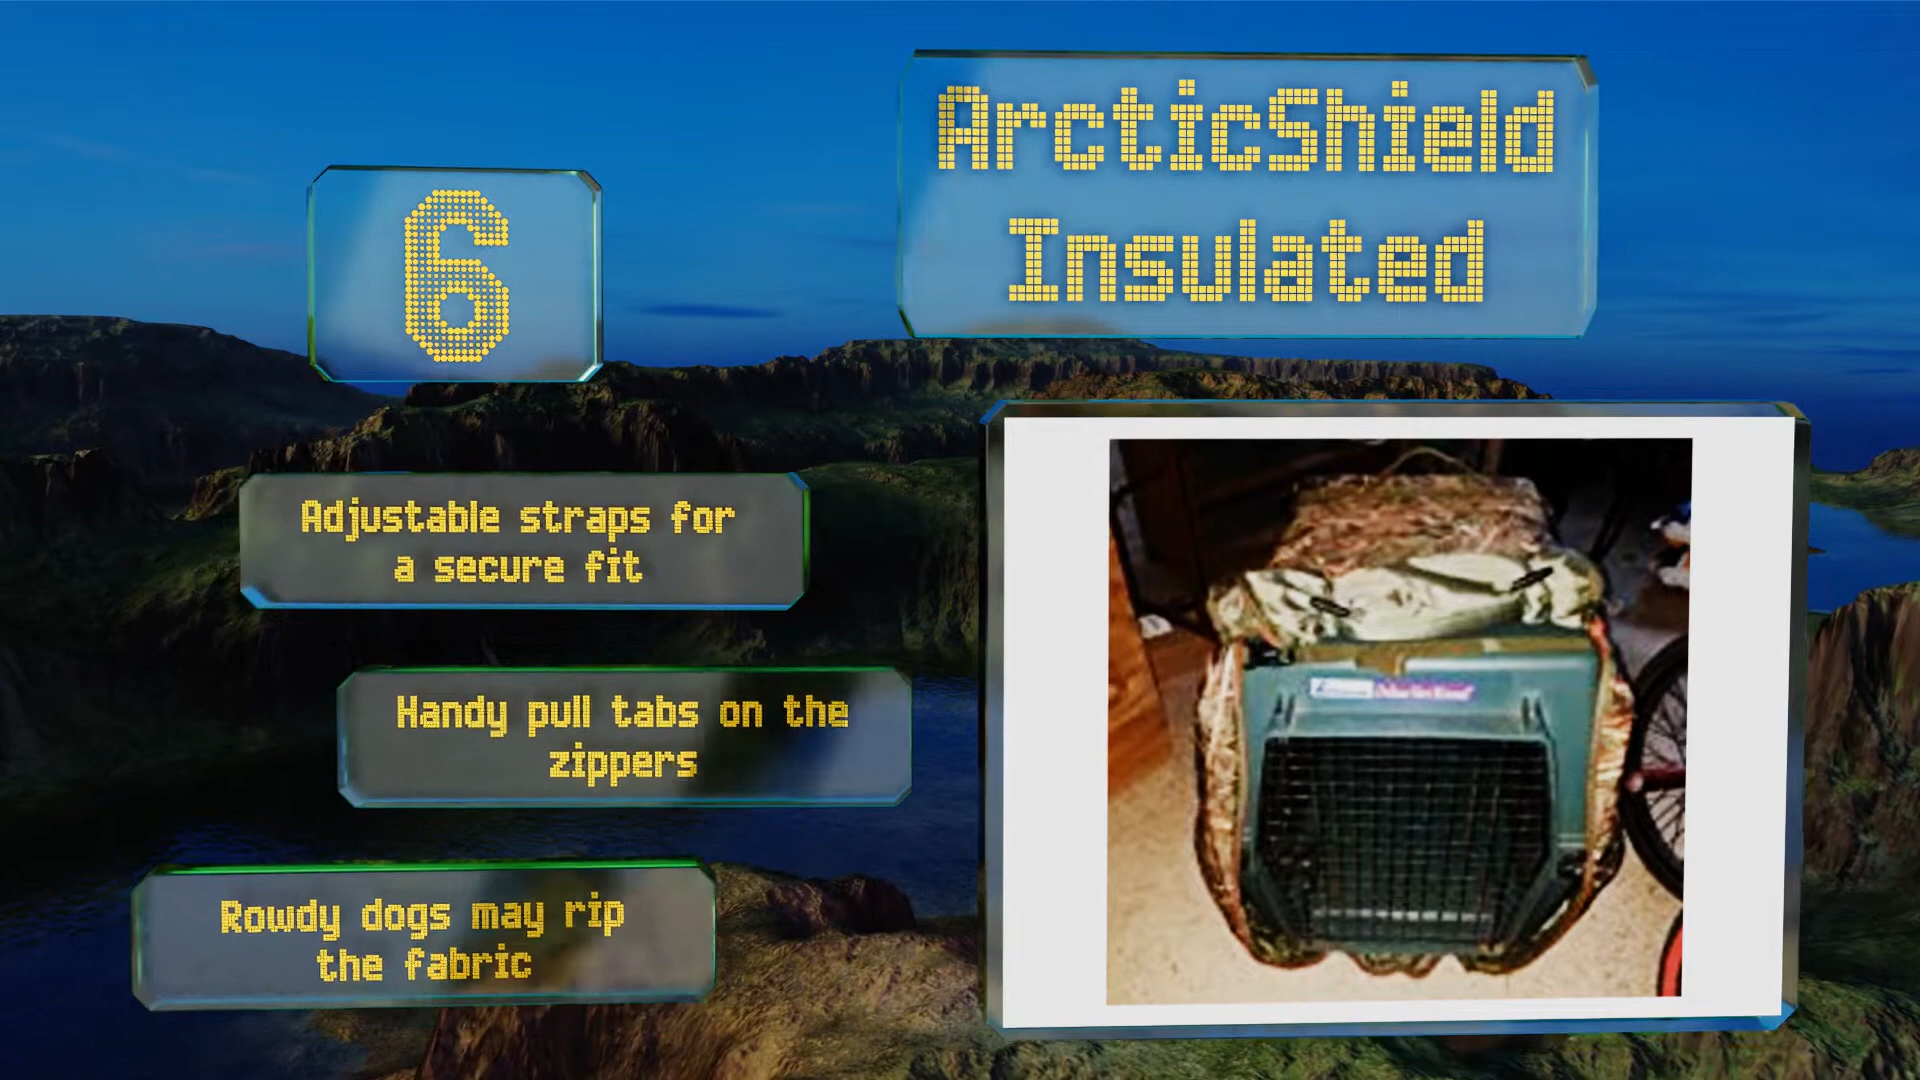 6
ArcticShield
Insulated
Adjustable straps for
a secure fit
Handy pull tabs on the
zippers
Rowdy dogs may rip
the fabric